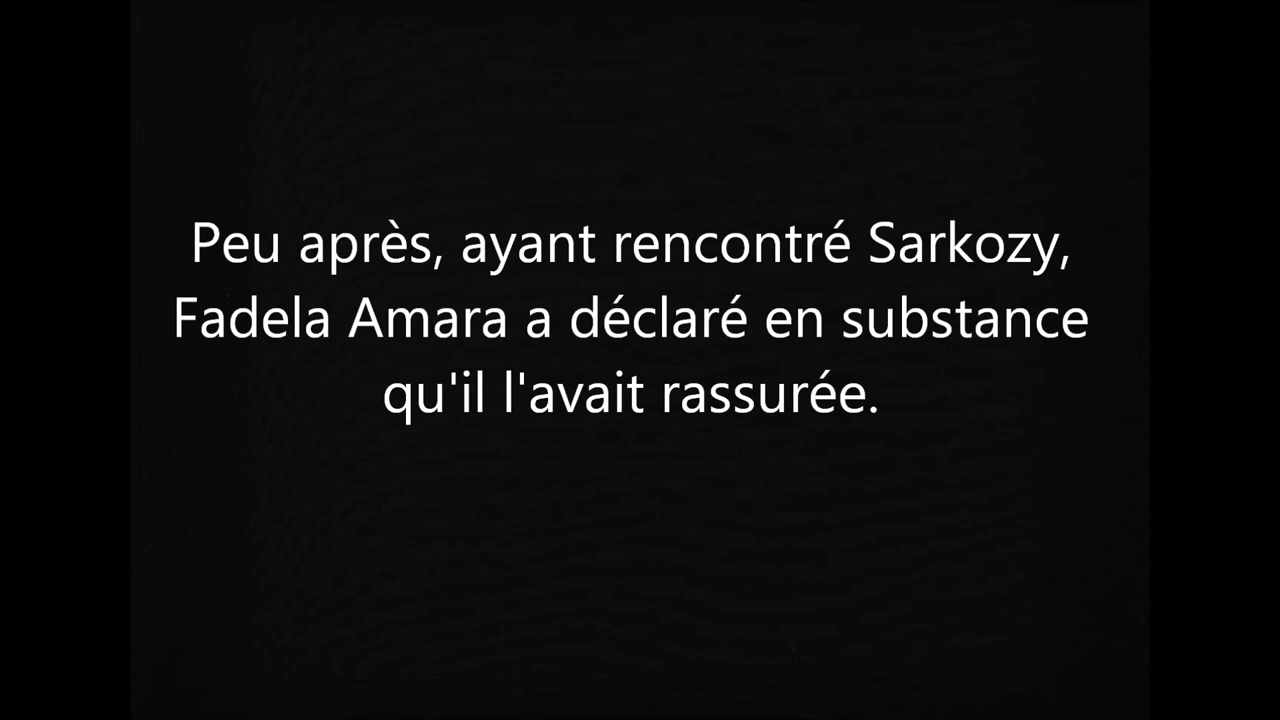 Peu après, ayant rencontré Sarkozy,
Fadela Amara a déclaré en substance
qu'il l'avait rassurée.